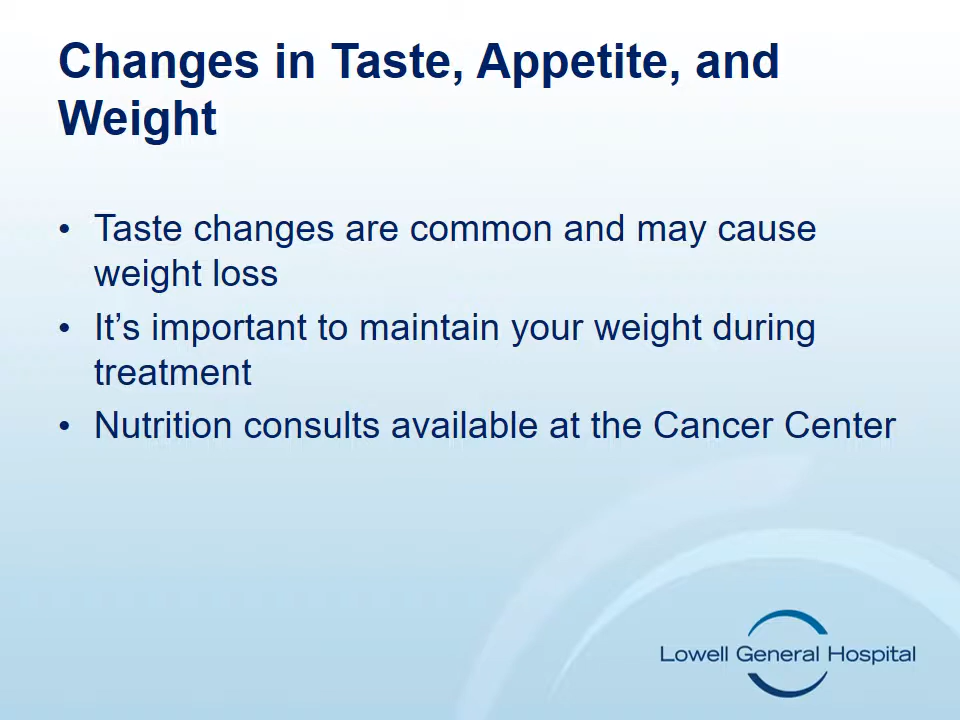 Changes in Taste, Appetite, and
Weight
• Taste changes are common and may cause
weight loss
• It’s important to maintain your weight during
treatment
• Nutrition consults available at the Cancer Center
Lowell General Hospital